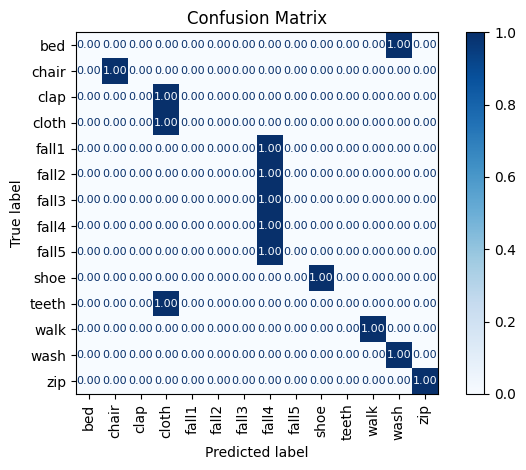 Confusion Matrix
bed 0.00 0.00 0.00 0.00 0.00 0.00 0.00 0.00 0.00 0.00 0.00 0.00 1.00 0.00 1.0
chair 0.00 1.00 0.00 0.00 0.00 0.00 0.00 0.00 0.00 0.00 0.00 0.00 0.00 0.00
clap 0.00 0.00 0.00 1.00 0.00 0.00 0.00 0.00 0.00 0.00 0.00 0.00 0.00 0.00 0.8
cloth 0.00 0.00 0.00 1.00 0.00 0.00 0.00 0.00 0.00 0.00 0.00 0.00 0.00 0.00
fall1 0.00 0.00 0.00 0.00 0.00 0.00 0.00 1.00 0.00 0.00 0.00 0.00 0.00 0.00
fall2 0.00 0.00 0.00 0.00 0.00 0.00 0.00 1.00 0.00 0.00 0.00 0.00 0.00 0.00 0.6
fall3 0.00 0.00 0.00 0.00 0.00 0.00 0.00 1.00 0.00 0.00 0.00 0.00 0.00 0.00
True label
fall4 0.00 0.00 0.00 0.00 0.00 0.00 0.00 1.00 0.00 0.00 0.00 0.00 0.00 0.00
fall5 0.00 0.00 0.00 0.00 0.00 0.00 0.00 1.00 0.00 0.00 0.00 0.00 0.00 0.00 0.4
shoe 0.00 0.00 0.00 0.00 0.00 0.00 0.00 0.00 0.00 1.00 0.00 0.00 0.00 0.00
teeth 0.00 0.00 0.00 1.00 0.00 0.00 0.00 0.00 0.00 0.00 0.00 0.00 0.00 0.00
walk 0.00 0.00 0.00 0.00 0.00 0.00 0.00 0.00 0.00 0.00 0.00 1.00 0.00 0.00 0.2
wash 0.00 0.00 0.00 0.00 0.00 0.00 0.00 0.00 0.00 0.00 0.00 0.00 1.00 0.00
zip 0.00 0.00 0.00 0.00 0.00 0.00 0.00 0.00 0.00 0.00 0.00 0.00 0.00 1.00 0.0
bed chair clap cloth fall1 fall2 fall3 fall4 fall5 shoe teeth walk wash zip
Predicted label